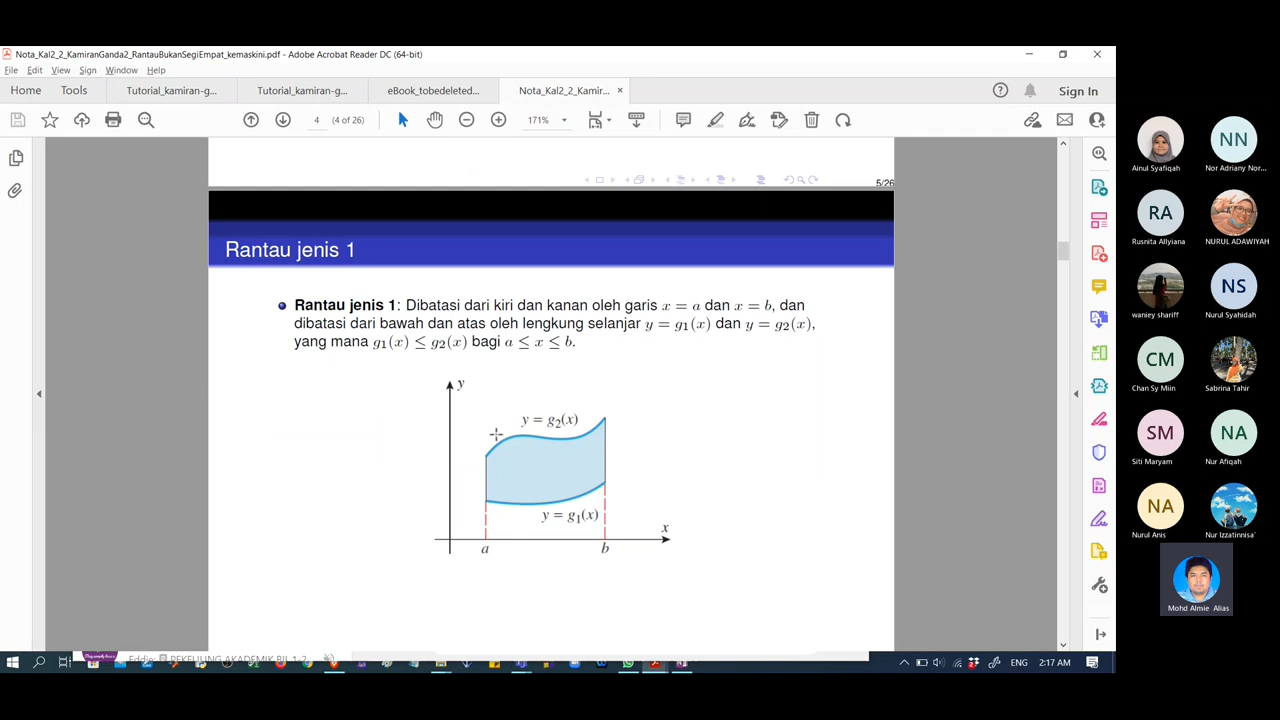 Nota_Kal2_2_KamiranGanda2_RantauBukanSegiEmpat_kemaskini.pdf - Adobe Acrobat Reader DC (64-bit)
File Edit View Sign Window Help
Home Tools Tutorial_kamiran-g... Tutorial_kamiran-g... eBook_tobedeleted... Nota_Kal2_2_Kamir... × Sign In
4 (4 of 26) 171%
5/26
Rantau jenis 1
Rantau jenis 1: Dibatasi dari kiri dan kanan oleh garis x = a dan x = b, dan
dibatasi dari bawah dan atas oleh lengkung selanjar y = g₁(x) dan y = g₂(x),
yang mana g₁(x) ≤ g₂(x) bagi a ≤ x ≤ b.
y
y = g₂(x)
y = g₁(x)
x
a b
Ainul Syafiqah
NN
Nor Adriany Nor...
RA
Rusnita Allyiana
NURUL ADAWIYAH
waniey shariff
NS
Nurul Syahidah
CM
Chan Sy Miin
Sabrina Tahir
SM
Siti Maryam
NA
Nur Afiqah
NA
Nurul Anis
Nur Izzatinnisa'
Mohd Almie Alias
ENG 2:17 AM